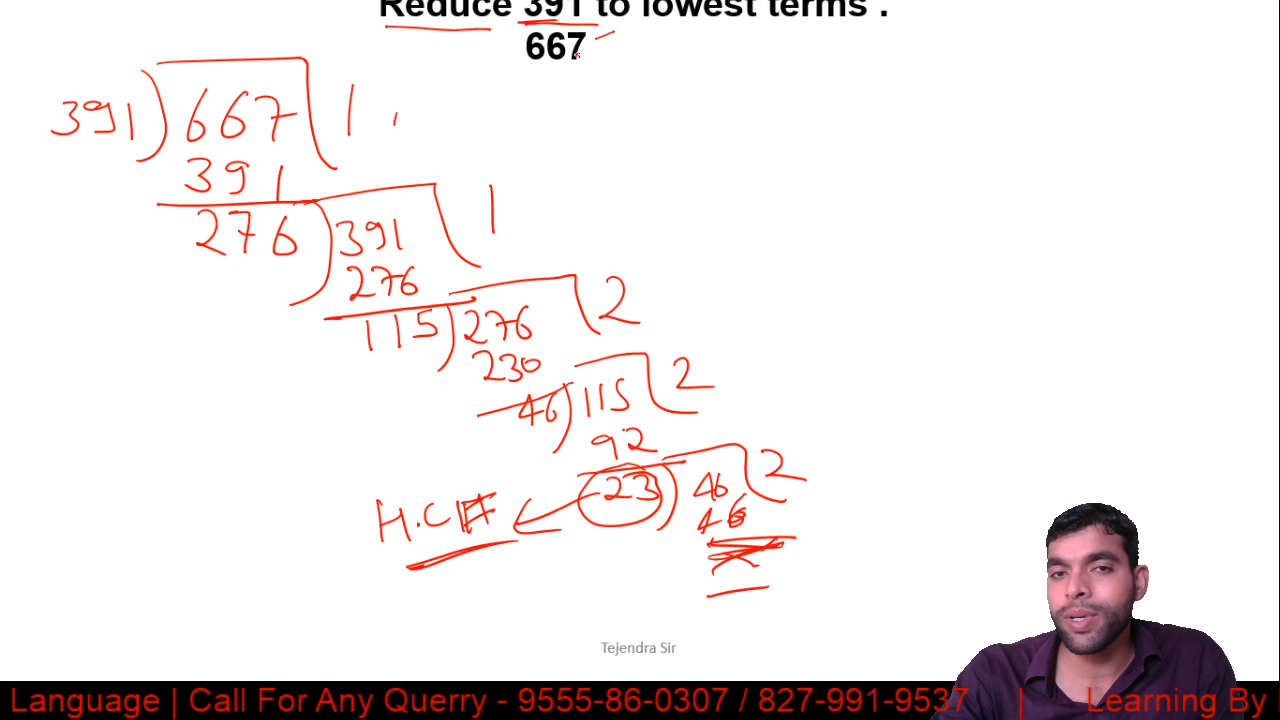 Reduce 391 to lowest terms .
667
391) 667 ( 1
391
276) 391 ( 1
276
115) 276 ( 2
230
46) 115 ( 2
92
23) 46 ( 2
46
H.C.F
Tejendra Sir
Language | Call For Any Querry - 9555-86-0307 / 827-991-9537 | Learning By